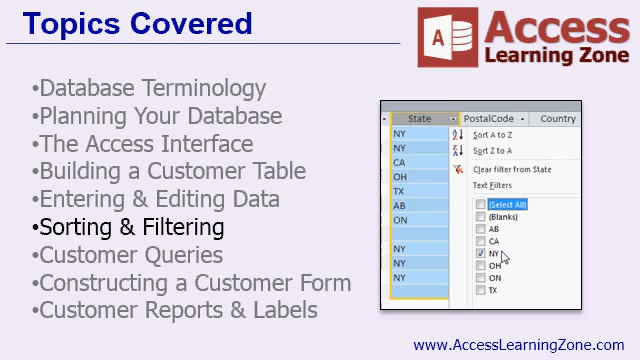 Topics Covered
A
Access
Learning Zone
•Database Terminology
•Planning Your Database
•The Access Interface
•Building a Customer Table
•Entering & Editing Data
•Sorting & Filtering
•Customer Queries
•Constructing a Customer Form
•Customer Reports & Labels
State PostalCode Country
NY
NY
CA
OH
TX
AB
ON
NY
NY
NY
Sort A to Z
Sort Z to A
Clear filter from State
Text Filters
(Select All)
(Blanks)
AB
CA
NY
OH
ON
TX
www.AccessLearningZone.com